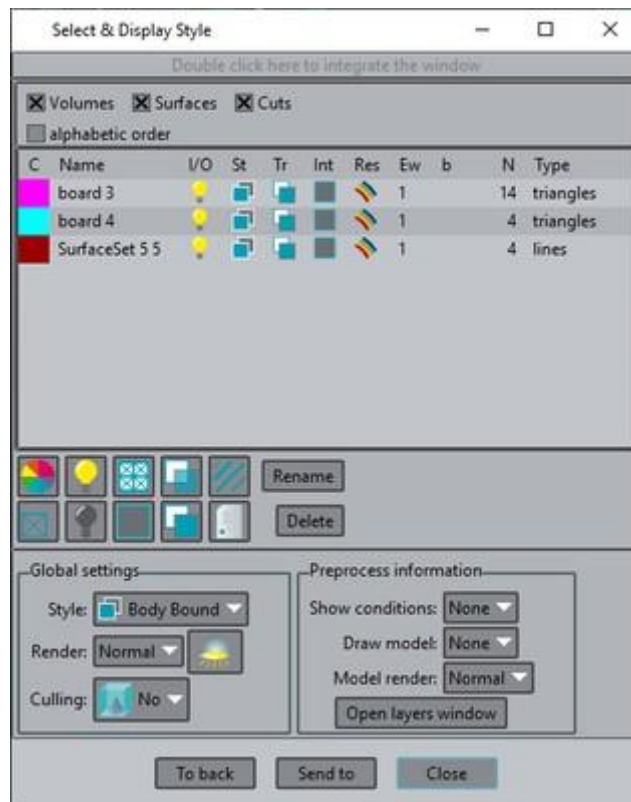 Select & Display Style
Double click here to integrate the window
Volumes Surfaces Cuts
alphabetic order
C Name I/O St Tr Int Res Ew b N Type
board 3 1 14 triangles
board 4 1 4 triangles
SurfaceSet 5 5 1 4 lines
Rename
Delete
Global settings Preprocess information
Style: Body Bound Show conditions: None
Render: Normal Draw model: None
Culling: No Model render: Normal
Open layers window
To back Send to Close